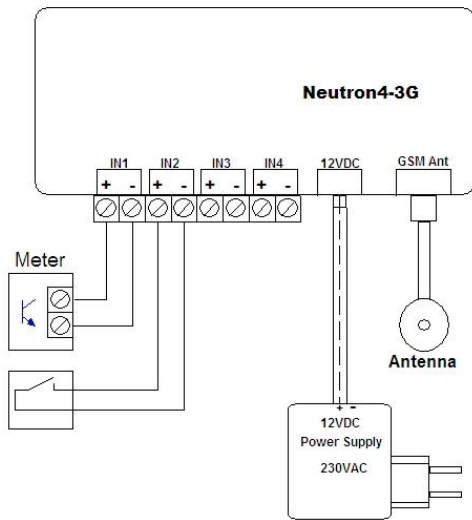 Neutron4-3G
IN1 IN2 IN3 IN4 12VDC GSM Ant
+ - + - + - + -
Meter
Antenna
+ -
12VDC
Power Supply
230VAC